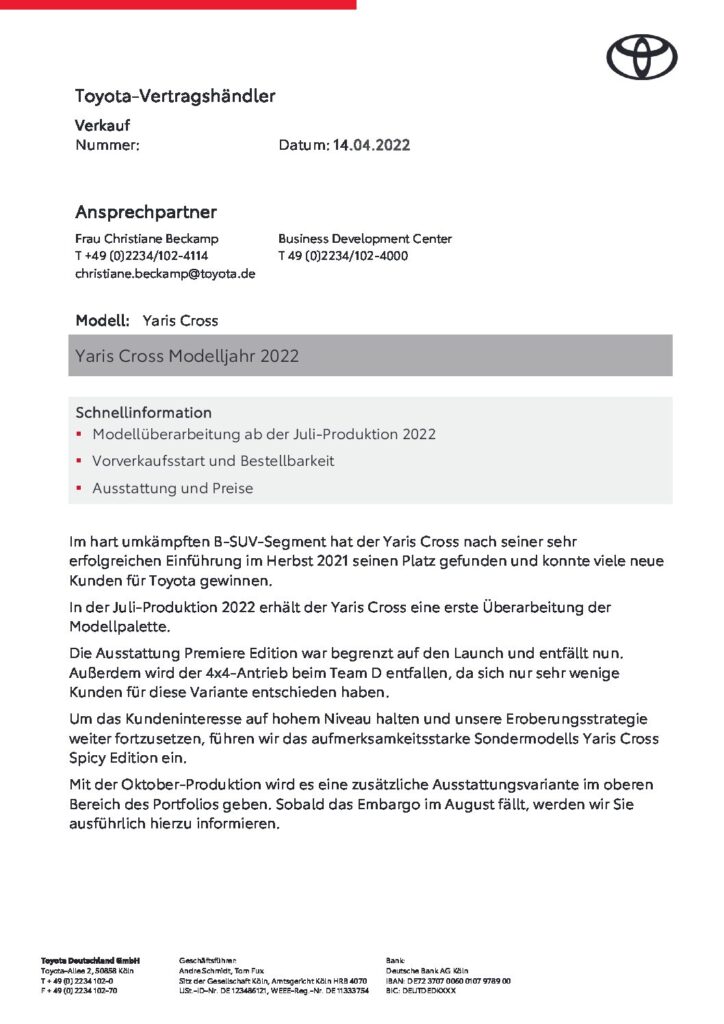 Toyota-Vertragshändler
Verkauf
Nummer: Datum: 14.04.2022
Ansprechpartner
Frau Christiane Beckamp Business Development Center
T +49 (0)2234/102-4114 T 49 (0)2234/102-4000
christiane.beckamp@toyota.de
Modell: Yaris Cross
Yaris Cross Modelljahr 2022
Schnellinformation
▪ Modellüberarbeitung ab der Juli-Produktion 2022
▪ Vorverkaufsstart und Bestellbarkeit
▪ Ausstattung und Preise
Im hart umkämpften B-SUV-Segment hat der Yaris Cross nach seiner sehr
erfolgreichen Einführung im Herbst 2021 seinen Platz gefunden und konnte viele neue
Kunden für Toyota gewinnen.
In der Juli-Produktion 2022 erhält der Yaris Cross eine erste Überarbeitung der
Modellpalette.
Die Ausstattung Premiere Edition war begrenzt auf den Launch und entfällt nun.
Außerdem wird der 4x4-Antrieb beim Team D entfallen, da sich nur sehr wenige
Kunden für diese Variante entschieden haben.
Um das Kundeninteresse auf hohem Niveau halten und unsere Eroberungsstrategie
weiter fortzusetzen, führen wir das aufmerksamkeitsstarke Sondermodells Yaris Cross
Spicy Edition ein.
Mit der Oktober-Produktion wird es eine zusätzliche Ausstattungsvariante im oberen
Bereich des Portfolios geben. Sobald das Embargo im August fällt, werden wir Sie
ausführlich hierzu informieren.
Toyota Deutschland GmbH Geschäftsführer: Bank:
Toyota-Allee 2, 50858 Köln Andre Schmidt, Tom Fux Deutsche Bank AG Köln
T + 49 (0) 2234 102-0 Sitz der Gesellschaft Köln, Amtsgericht Köln HRB 4070 IBAN: DE72 3707 0060 0107 9789 00
F + 49 (0) 2234 102-70 USt.-ID-Nr. DE 123486121, WEEE-Reg.-Nr. DE 11333754 BIC: DEUTDEDKXXX